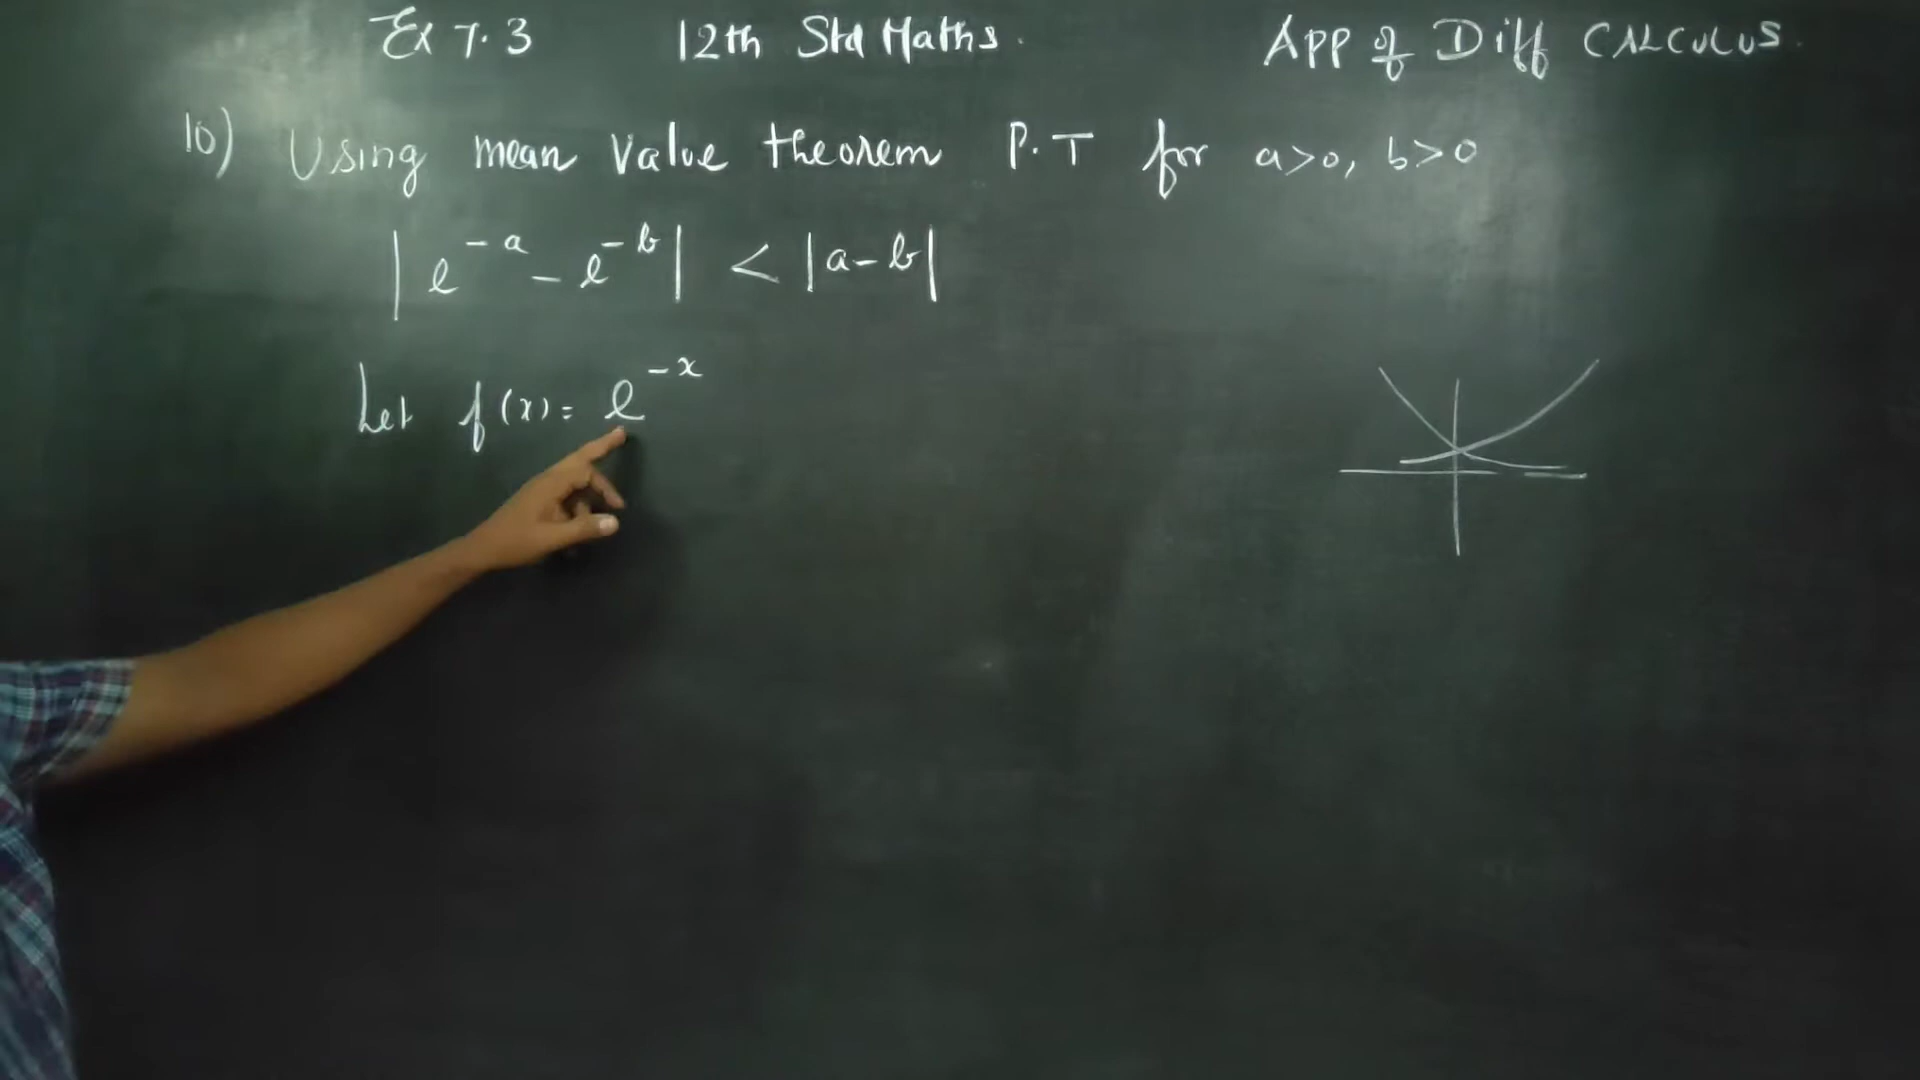 Ex 7.3 12th Std Maths. App of Diff CALCULUS.
10) Using mean value theorem P.T for a>0, b>0
|e^-a - e^-b| < |a-b|
Let f(x) = e^-x